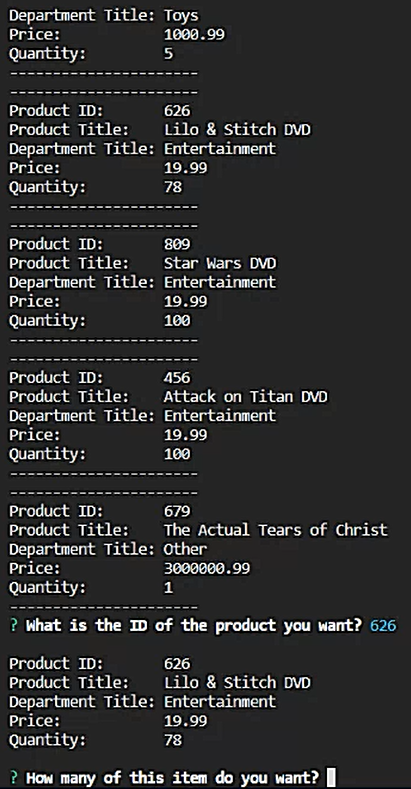 Department Title: Toys
Price: 1000.99
Quantity: 5
----------------------
----------------------
Product ID: 626
Product Title: Lilo & Stitch DVD
Department Title: Entertainment
Price: 19.99
Quantity: 78
----------------------
----------------------
Product ID: 809
Product Title: Star Wars DVD
Department Title: Entertainment
Price: 19.99
Quantity: 100
----------------------
----------------------
Product ID: 456
Product Title: Attack on Titan DVD
Department Title: Entertainment
Price: 19.99
Quantity: 100
----------------------
----------------------
Product ID: 679
Product Title: The Actual Tears of Christ
Department Title: Other
Price: 3000000.99
Quantity: 1
----------------------
? What is the ID of the product you want? 626
Product ID: 626
Product Title: Lilo & Stitch DVD
Department Title: Entertainment
Price: 19.99
Quantity: 78
? How many of this item do you want?